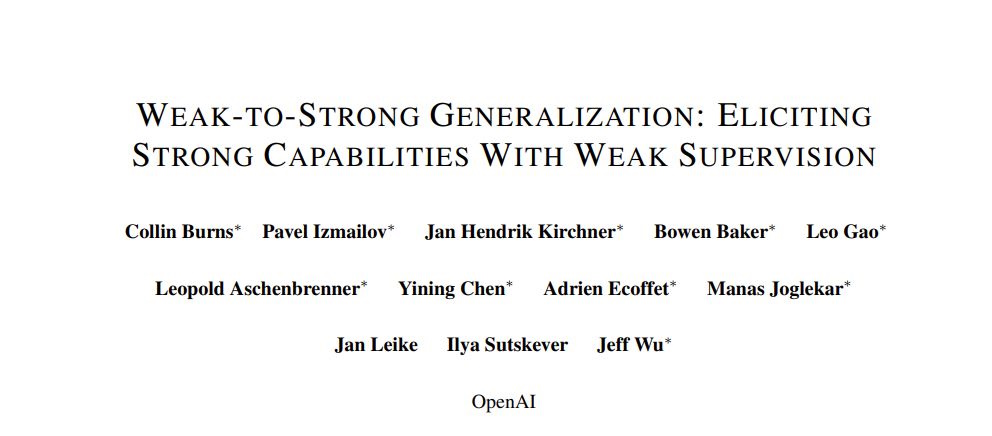 WEAK-TO-STRONG GENERALIZATION: ELICITING
STRONG CAPABILITIES WITH WEAK SUPERVISION
Collin Burns* Pavel Izmailov* Jan Hendrik Kirchner* Bowen Baker* Leo Gao*
Leopold Aschenbrenner* Yining Chen* Adrien Ecoffet* Manas Joglekar*
Jan Leike Ilya Sutskever Jeff Wu*
OpenAI